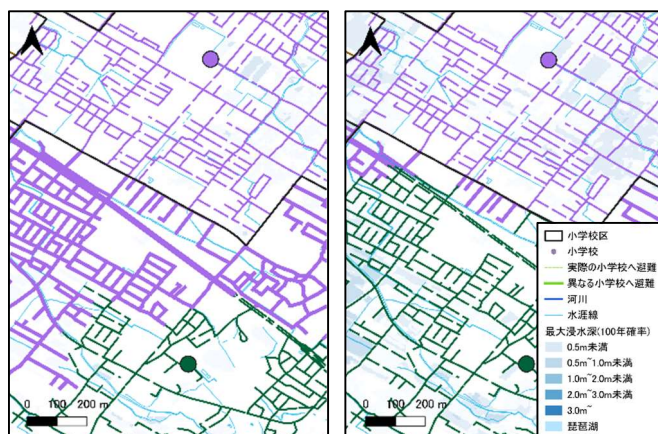 0 100 200 m
0 100 200 m
小学校区
小学校
実際の小学校へ避難
異なる小学校へ避難
河川
水涯線
最大浸水深(100年確率)
0.5m未満
0.5m~1.0m未満
1.0m~2.0m未満
2.0m~3.0m未満
3.0m~
琵琶湖